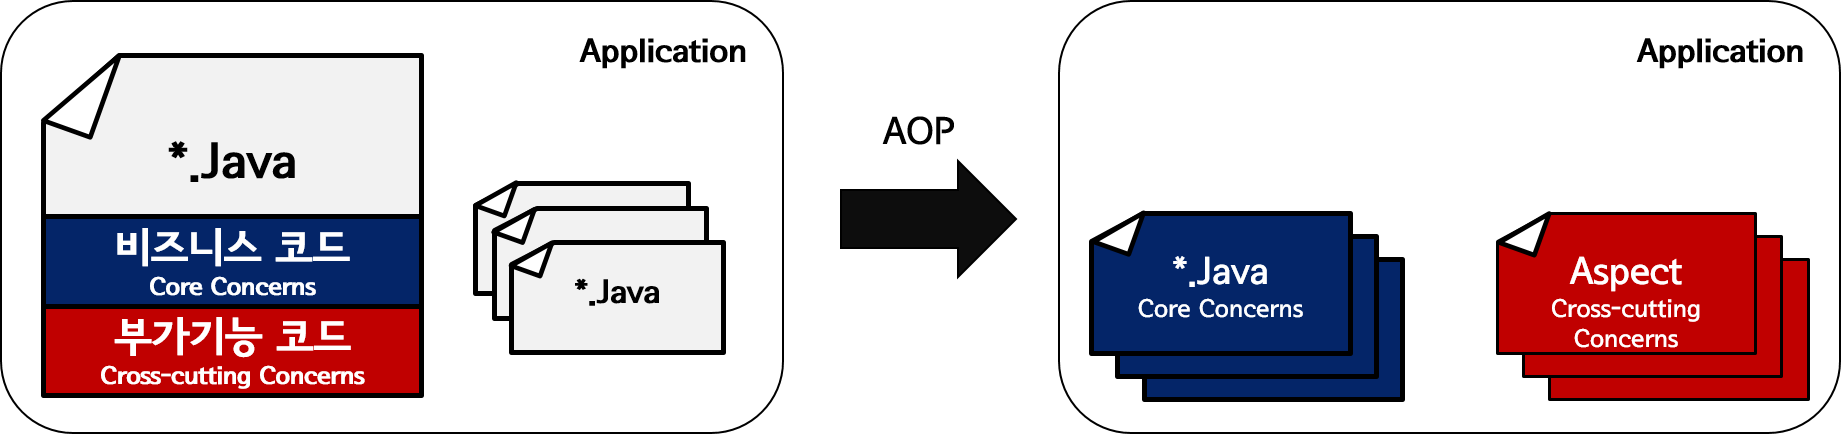 Application
*.Java
비즈니스 코드
Core Concerns
부가기능 코드
Cross-cutting Concerns
*.Java
AOP
Application
*.Java
Core Concerns
Aspect
Cross-cutting
Concerns